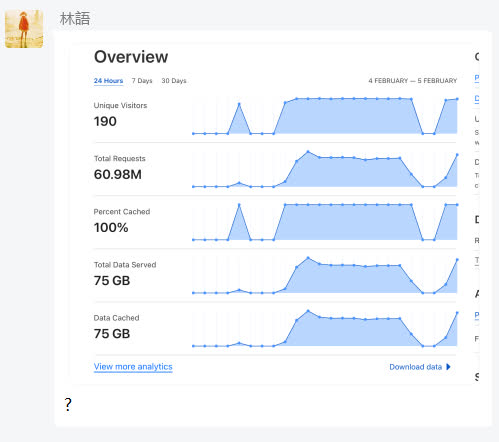 林語
Overview
24 Hours 7 Days 30 Days 4 FEBRUARY — 5 FEBRUARY
Unique Visitors
190
Total Requests
60.98M
Percent Cached
100%
Total Data Served
75 GB
Data Cached
75 GB
View more analytics Download data
?